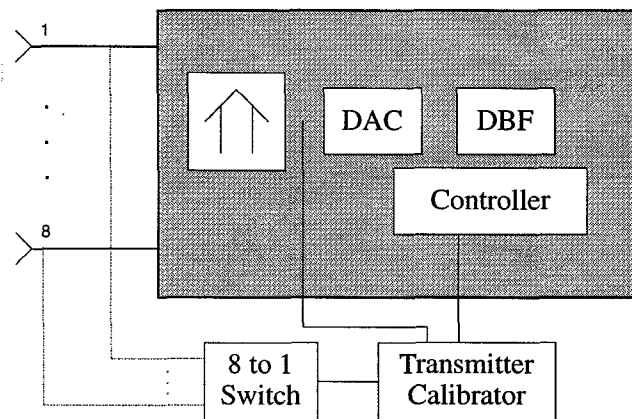 1
DAC
DBF
Controller
8
8 to 1
Switch
Transmitter
Calibrator